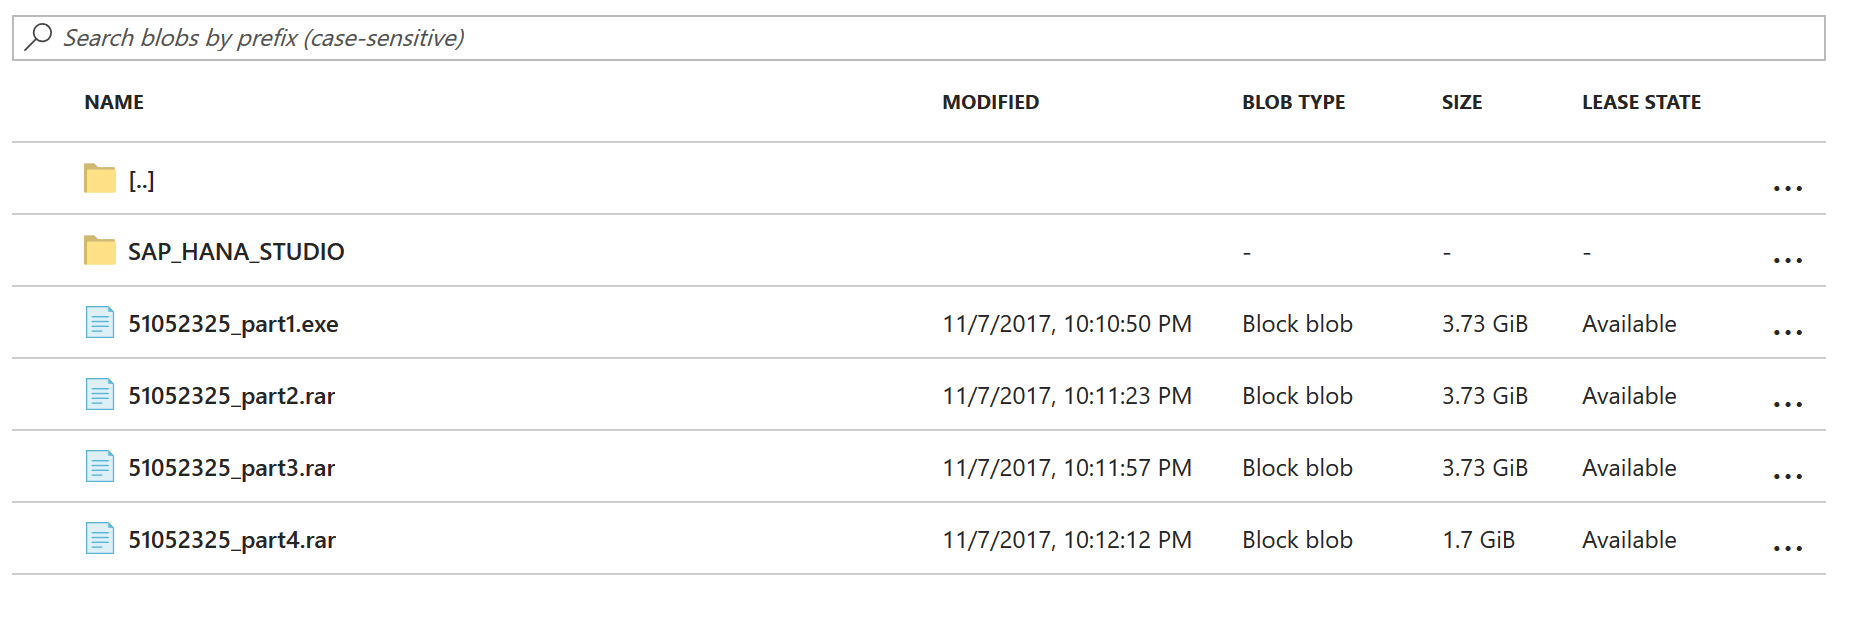 Search blobs by prefix (case-sensitive)
NAME MODIFIED BLOB TYPE SIZE LEASE STATE
[..] ...
SAP_HANA_STUDIO - - - ...
51052325_part1.exe 11/7/2017, 10:10:50 PM Block blob 3.73 GiB Available ...
51052325_part2.rar 11/7/2017, 10:11:23 PM Block blob 3.73 GiB Available ...
51052325_part3.rar 11/7/2017, 10:11:57 PM Block blob 3.73 GiB Available ...
51052325_part4.rar 11/7/2017, 10:12:12 PM Block blob 1.7 GiB Available ...